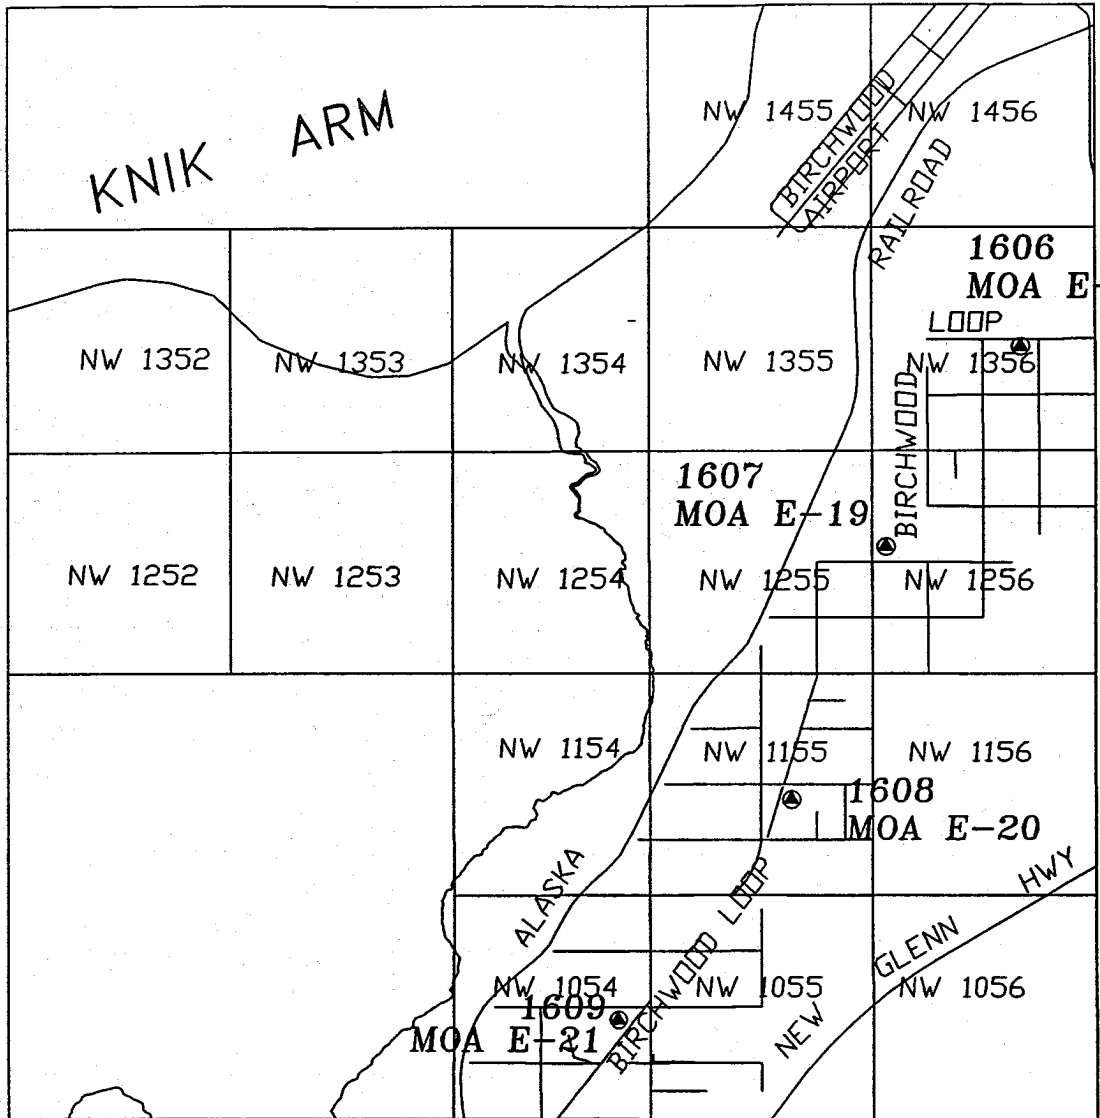 KNIK ARM
NW 1455
BIRCHWOOD
AIRPORT
NW 1456
RAILROAD
1606
MOA E-
LOOP
NW 1352
NW 1353
NW 1354
NW 1355
NW 1356
BIRCHWOOD
1607
MOA E-19
NW 1252
NW 1253
NW 1254
NW 1255
NW 1256
NW 1154
NW 1155
NW 1156
1608
MOA E-20
ALASKA
BIRCHWOOD LOOP
NEW GLENN HWY
NW 1054
NW 1055
NW 1056
1609
MOA E-21